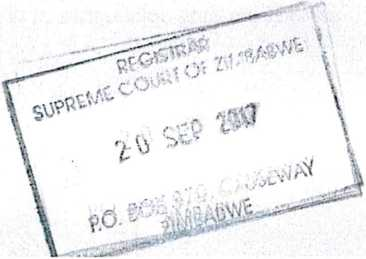 REGISTRAR
SUPREME COURT OF ZIMBABWE
20 SEP 2017
P.O. BOX 870, CAUSEWAY
ZIMBABWE